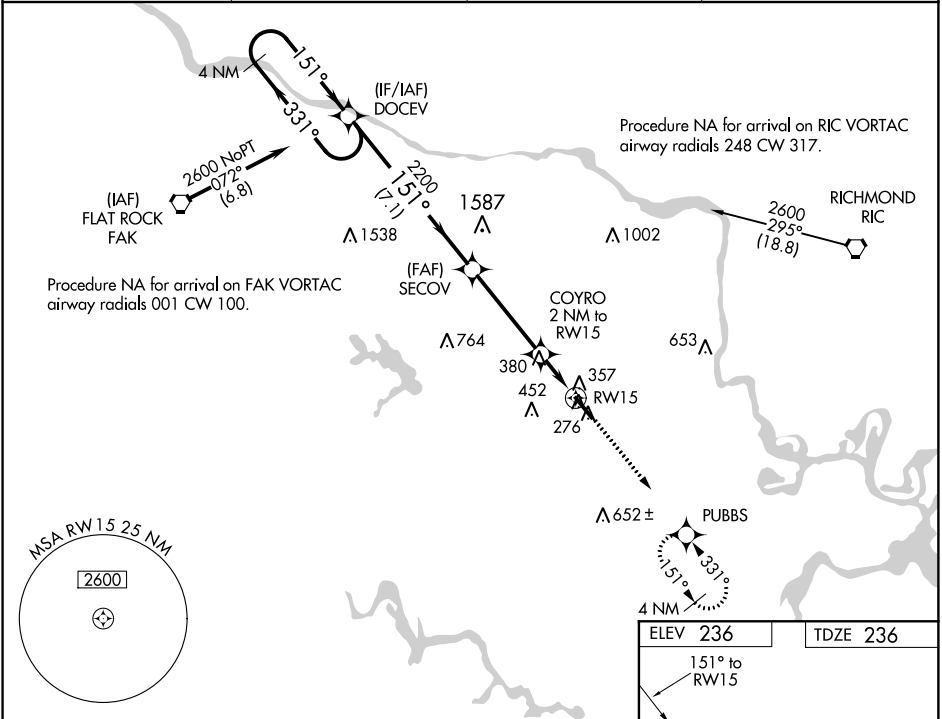 4 NM
151°
331°
(IF/IAF)
DOCEV
Procedure NA for arrival on RIC VORTAC
airway radials 248 CW 317.
2600 NoPT
072°
(6.8)
(IAF)
FLAT ROCK
FAK
2200
151°
(7.1)
1587
1538
1002
2600
295°
(18.8)
RICHMOND
RIC
Procedure NA for arrival on FAK VORTAC
airway radials 001 CW 100.
(FAF)
SECOV
COYRO
2 NM to
RW15
764
653
380
357
452
RW15
276
652 ±
PUBBS
151°
331°
4 NM
MSA RW15 25 NM
2600
ELEV 236
TDZE 236
151° to
RW15